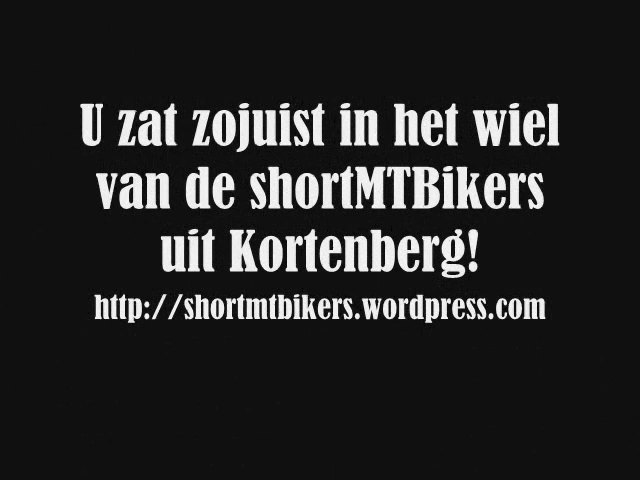 U zat zojuist in het wiel
van de shortMTBikers
uit Kortenberg!
http://shortmtbikers.wordpress.com